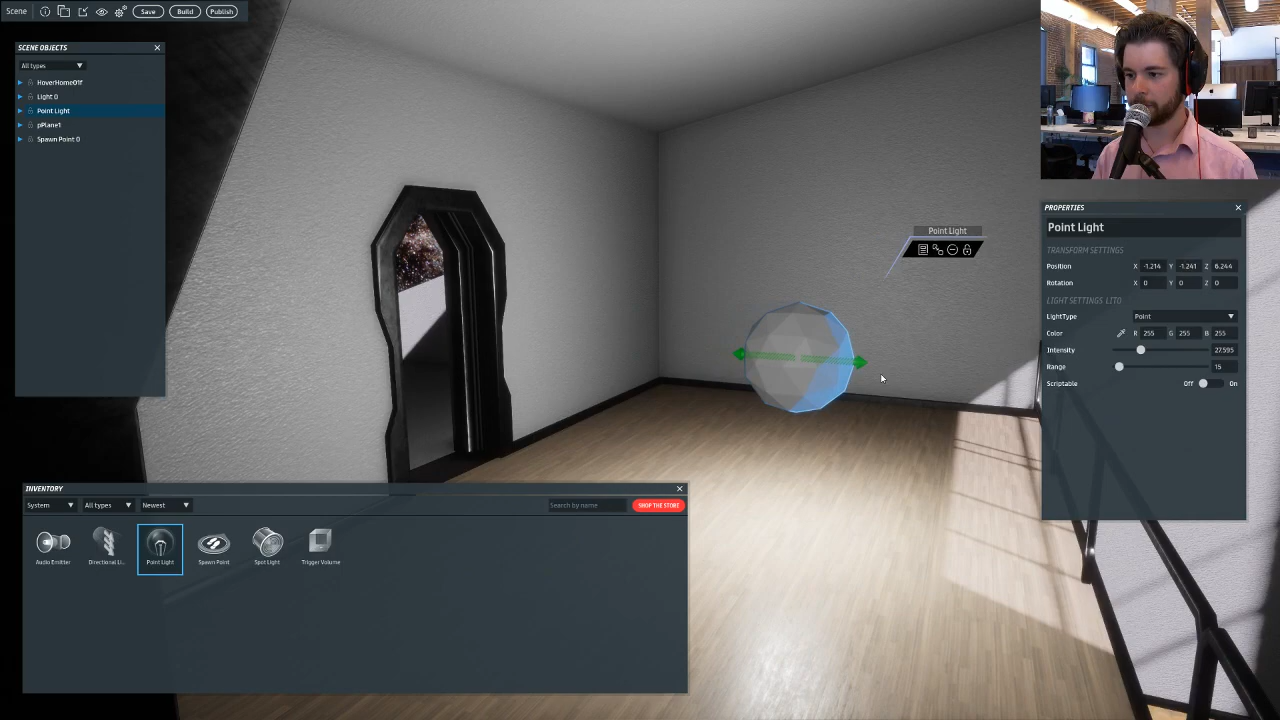 Scene Save Build Publish
SCENE OBJECTS
All types
HoverHome01f
Light 0
Point Light
pPlane1
Spawn Point 0
Point Light
PROPERTIES
Point Light
TRANSFORM SETTINGS
Position X -1.214 Y -1.241 Z 6.244
Rotation X 0 Y 0 Z 0
LIGHT SETTINGS LIT0
LightType Point
Color R 255 G 255 B 255
Intensity 27.595
Range 15
Scriptable Off On
INVENTORY
System All types Newest Search by name SHOP THE STORE
Audio Emitter Directional Li... Point Light Spawn Point Spot Light Trigger Volume